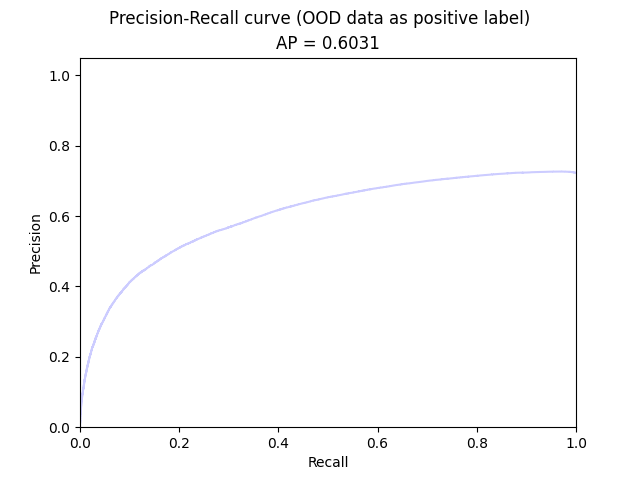 Precision-Recall curve (OOD data as positive label)
AP = 0.6031
1.0
0.8
0.6
0.4
0.2
0.0
Precision
0.0 0.2 0.4 0.6 0.8 1.0
Recall